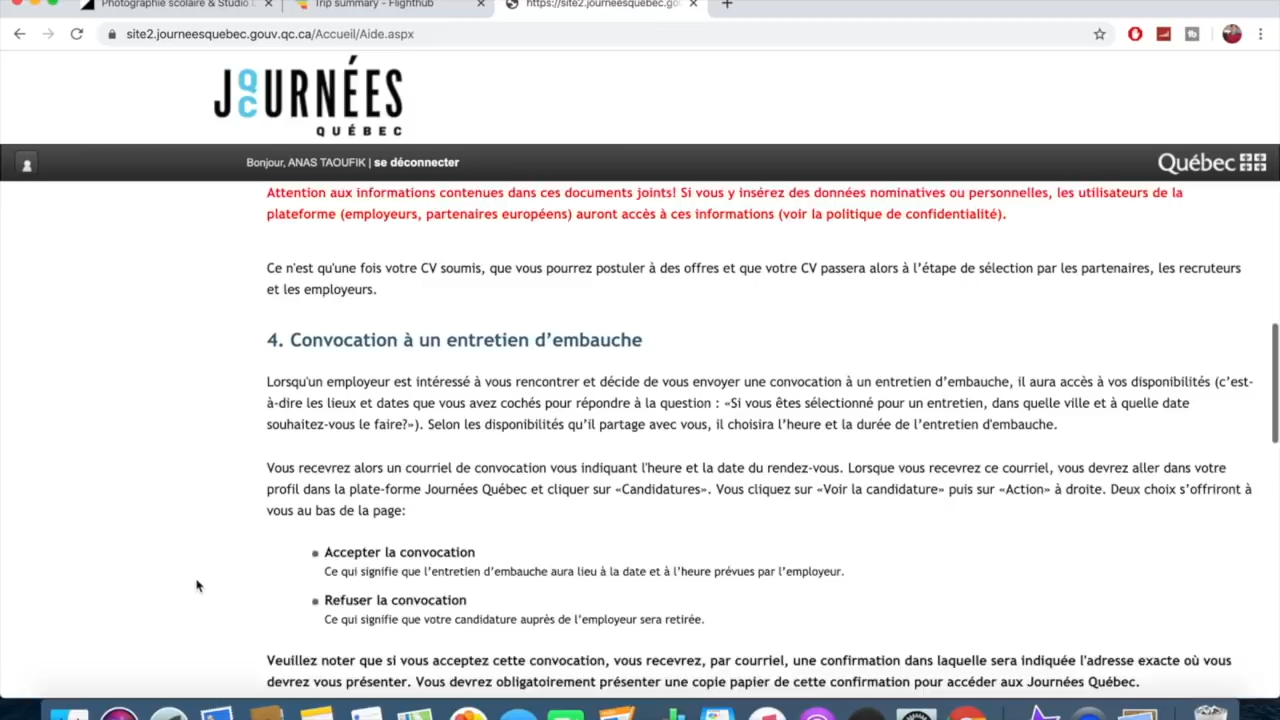 Photographie scolaire & Studio
Trip summary - Flighthub
https://site2.journeesquebec.go
site2.journeesquebec.gouv.qc.ca/Accueil/Aide.aspx
JOURNÉES
QC
QUÉBEC
Bonjour, ANAS TAOUFIK | se déconnecter
Québec
Attention aux informations contenues dans ces documents joints! Si vous y insérez des données nominatives ou personnelles, les utilisateurs de la
plateforme (employeurs, partenaires européens) auront accès à ces informations (voir la politique de confidentialité).
Ce n'est qu'une fois votre CV soumis, que vous pourrez postuler à des offres et que votre CV passera alors à l'étape de sélection par les partenaires, les recruteurs
et les employeurs.
4. Convocation à un entretien d'embauche
Lorsqu'un employeur est intéressé à vous rencontrer et décide de vous envoyer une convocation à un entretien d'embauche, il aura accès à vos disponibilités (c'est-
à-dire les lieux et dates que vous avez cochés pour répondre à la question : «Si vous êtes sélectionné pour un entretien, dans quelle ville et à quelle date
souhaitez-vous le faire?»). Selon les disponibilités qu'il partage avec vous, il choisira l'heure et la durée de l'entretien d'embauche.
Vous recevrez alors un courriel de convocation vous indiquant l'heure et la date du rendez-vous. Lorsque vous recevrez ce courriel, vous devrez aller dans votre
profil dans la plate-forme Journées Québec et cliquer sur «Candidatures». Vous cliquez sur «Voir la candidature» puis sur «Action» à droite. Deux choix s'offriront à
vous au bas de la page:
Accepter la convocation
Ce qui signifie que l'entretien d'embauche aura lieu à la date et à l'heure prévues par l'employeur.
Refuser la convocation
Ce qui signifie que votre candidature auprès de l'employeur sera retirée.
Veuillez noter que si vous acceptez cette convocation, vous recevrez, par courriel, une confirmation dans laquelle sera indiquée l'adresse exacte où vous
devrez vous présenter. Vous devrez obligatoirement présenter une copie papier de cette confirmation pour accéder aux Journées Québec.